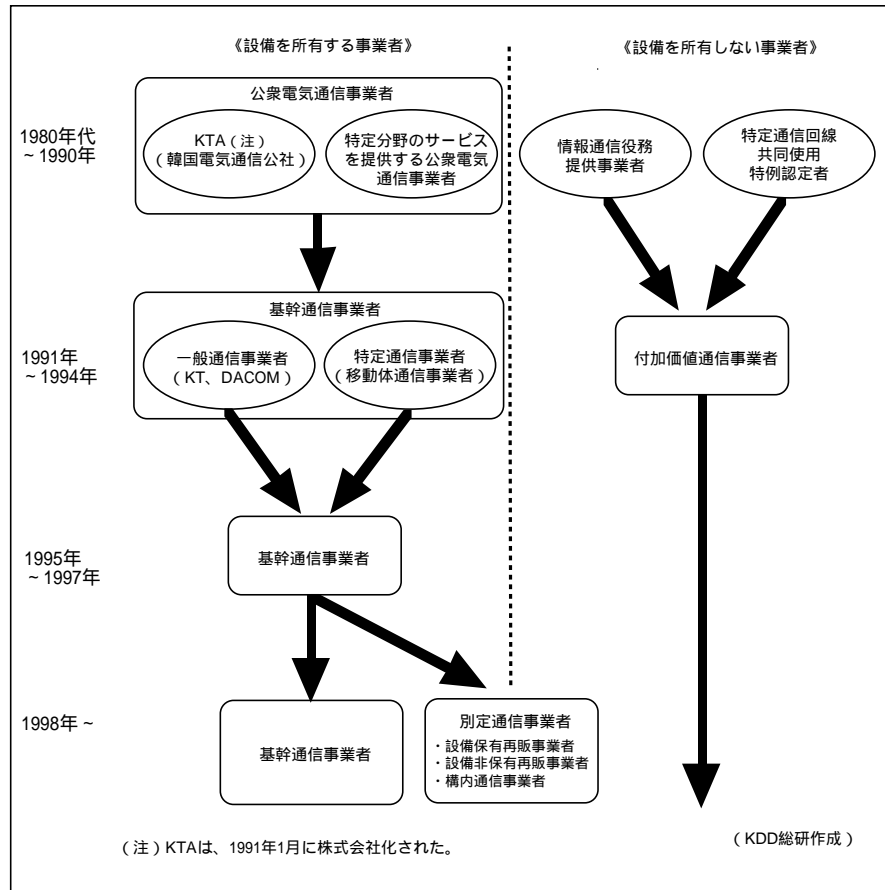 《設備を所有する事業者》
《設備を所有しない事業者》
1980年代
~ 1990年
公衆電気通信事業者
KTA（注）
（韓国電気通信公社）
特定分野のサービス
を提供する公衆電気
通信事業者
情報通信役務
提供事業者
特定通信回線
共同使用
特例認定者
1991年
~ 1994年
基幹通信事業者
一般通信事業者
（KT、DACOM）
特定通信事業者
（移動体通信事業者）
付加価値通信事業者
1995年
~ 1997年
基幹通信事業者
1998年 ~
基幹通信事業者
別定通信事業者
・設備保有再販事業者
・設備非保有再販事業者
・構内通信事業者
（注）KTAは、1991年1月に株式会社化された。
（KDD総研作成）